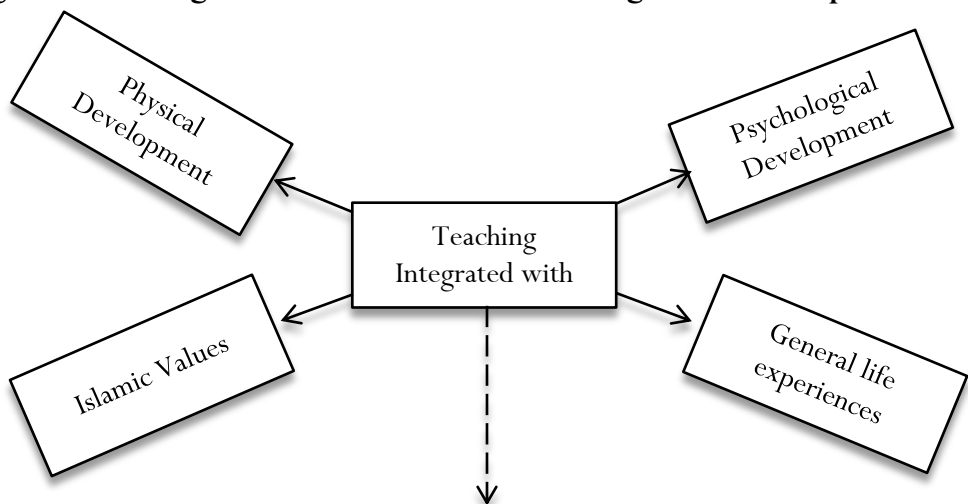 Physical
Development
Psychological
Development
Teaching
Integrated with
Islamic Values
General life
experiences